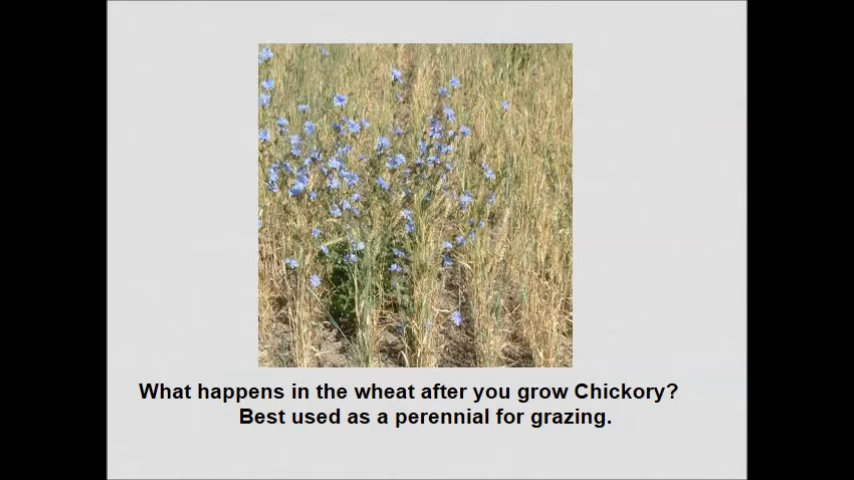 What happens in the wheat after you grow Chickory?
Best used as a perennial for grazing.